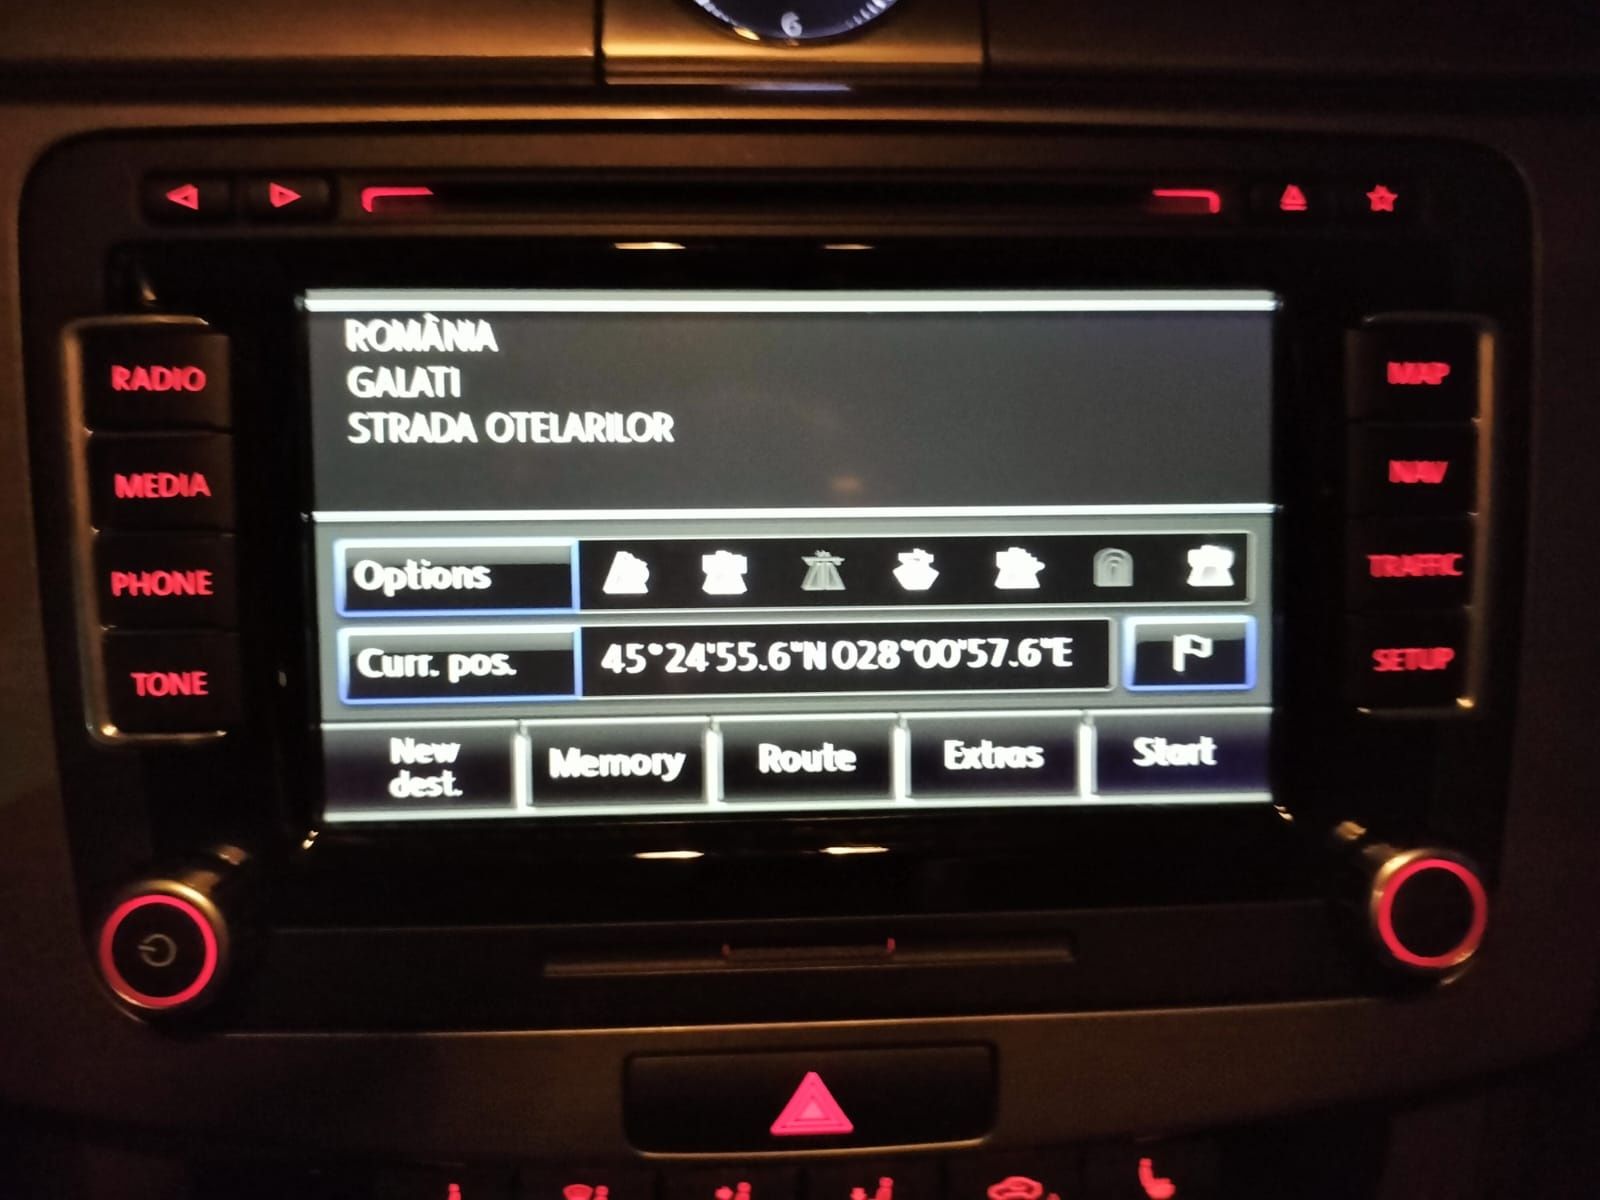 6
ROMÂNIA
GALATI
STRADA OTELARILOR
RADIO
MEDIA
PHONE
TONE
Options
Curr. pos.
45°24'55.6"N 028°00'57.6"E
New
dest.
Memory
Route
Extras
Start
MAP
NAV
TRAFFIC
SETUP